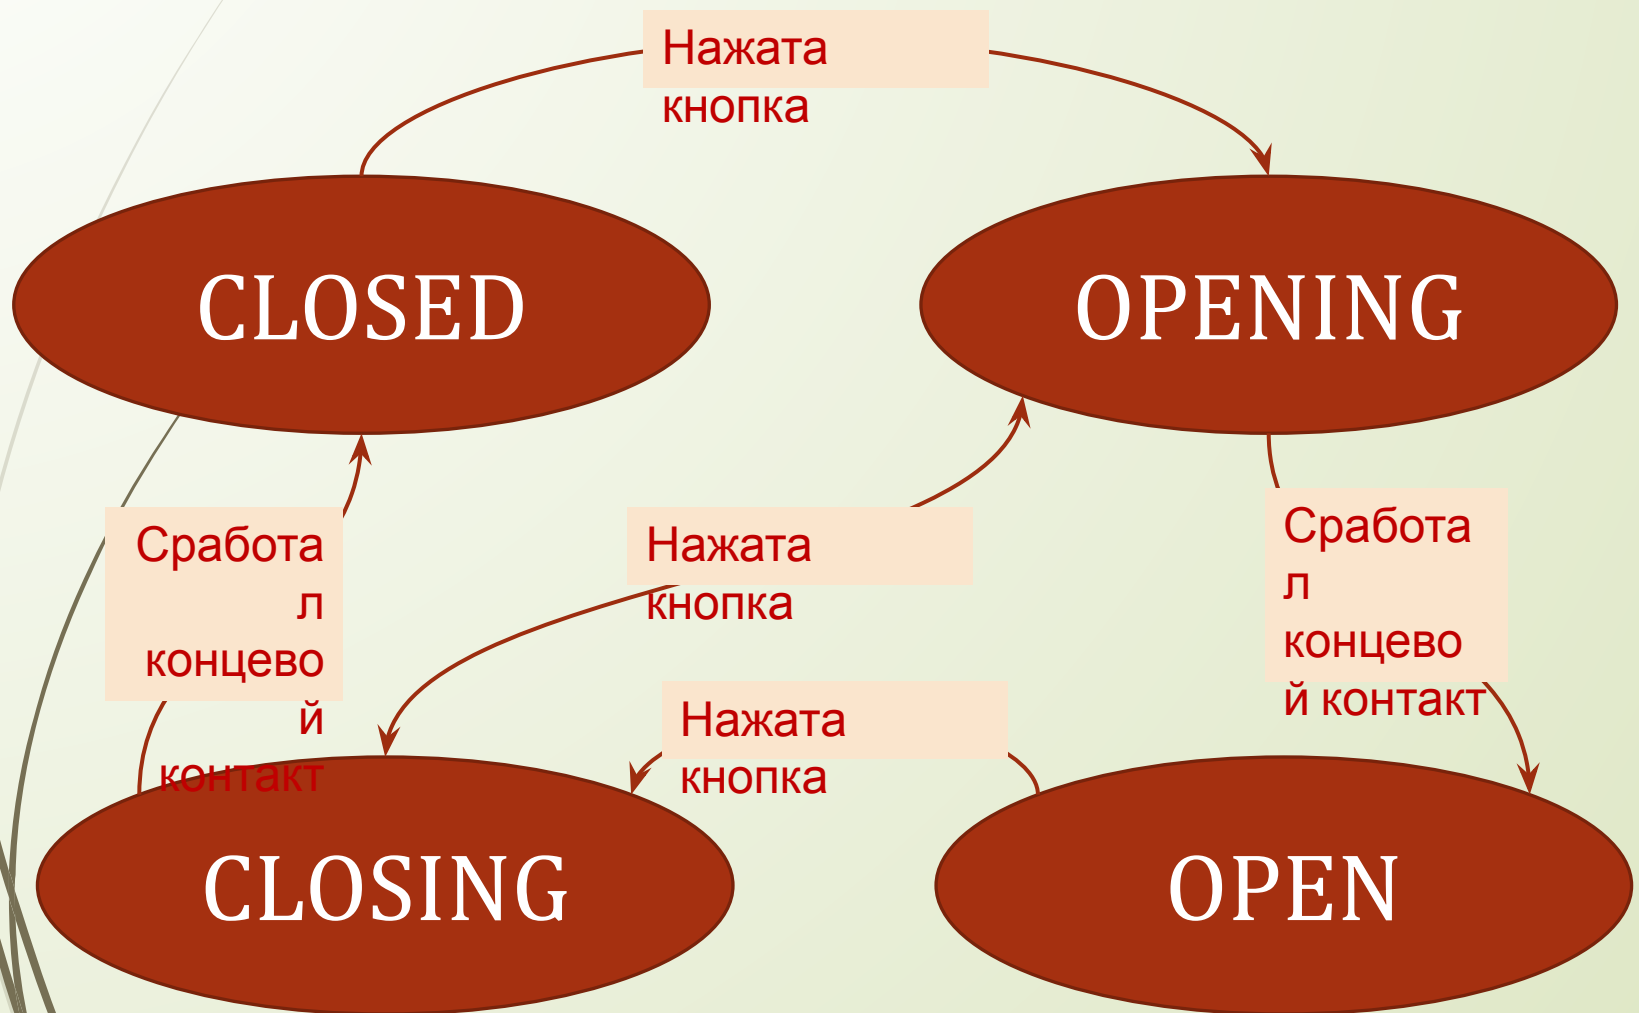 Нажата
кнопка
CLOSED
OPENING
Сработа
л
концево
й
контакт
Нажата
кнопка
Сработа
л
концево
й контакт
Нажата
кнопка
CLOSING
OPEN